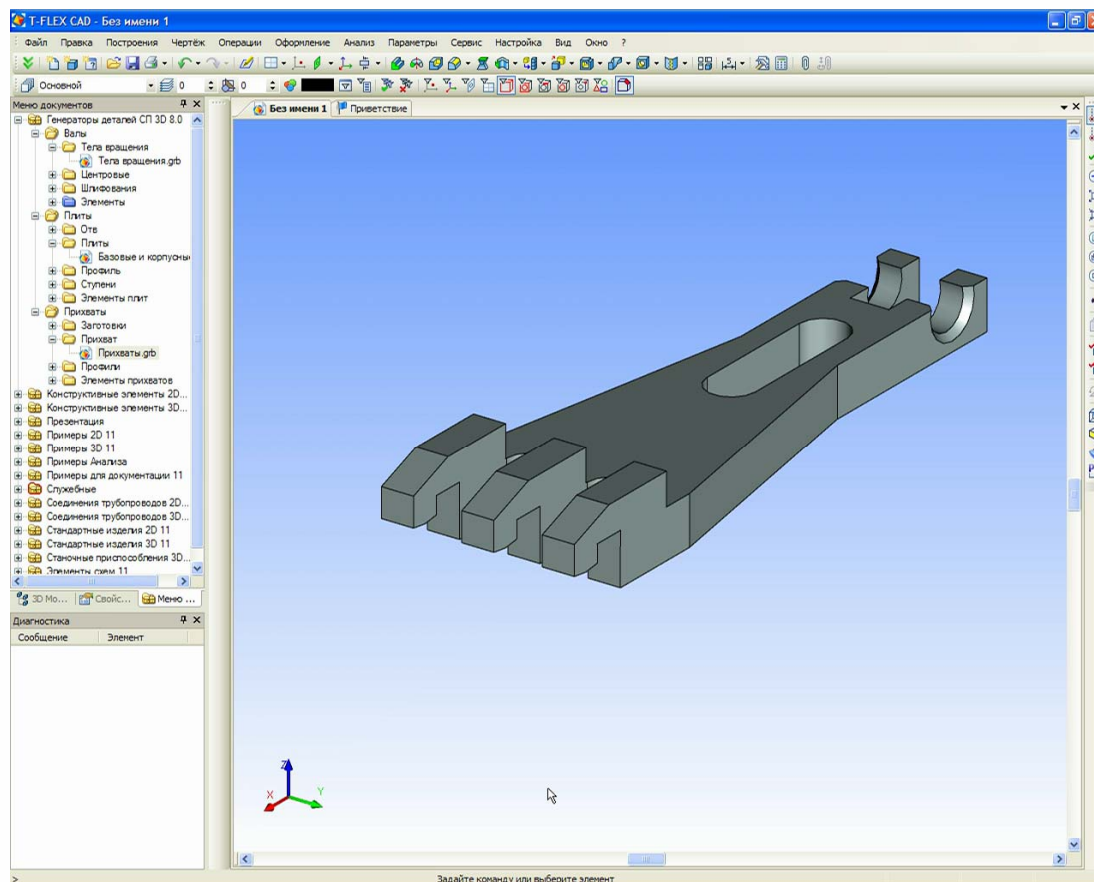 T-FLEX CAD - Без имени 1
Файл Правка Построения Чертёж Операции Оформление Анализ Параметры Сервис Настройка Вид Окно ?
Основной 0 0
Меню документов
Без имени 1 Приветствие
Генераторы деталей СП 3D 8.0
Валы
Тела вращения
Тела вращения.grb
Центровые
Шлифования
Элементы
Плиты
Отв
Плиты
Базовые и корпусны
Профиль
Ступени
Элементы плит
Прихваты
Заготовки
Прихват
Прихваты.grb
Профили
Элементы прихватов
Конструктивные элементы 2D...
Конструктивные элементы 3D...
Презентация
Примеры 2D 11
Примеры 3D 11
Примеры Анализа
Примеры для документации 11
Служебные
Соединения трубопроводов 2D...
Соединения трубопроводов 3D...
Стандартные изделия 2D 11
Стандартные изделия 3D 11
Станочные приспособления 3D...
Элементы схем 11
3D Мо... Свойс... Меню ...
Диагностика
Сообщение Элемент
Z
X Y
> Задайте команду или выберите элемент